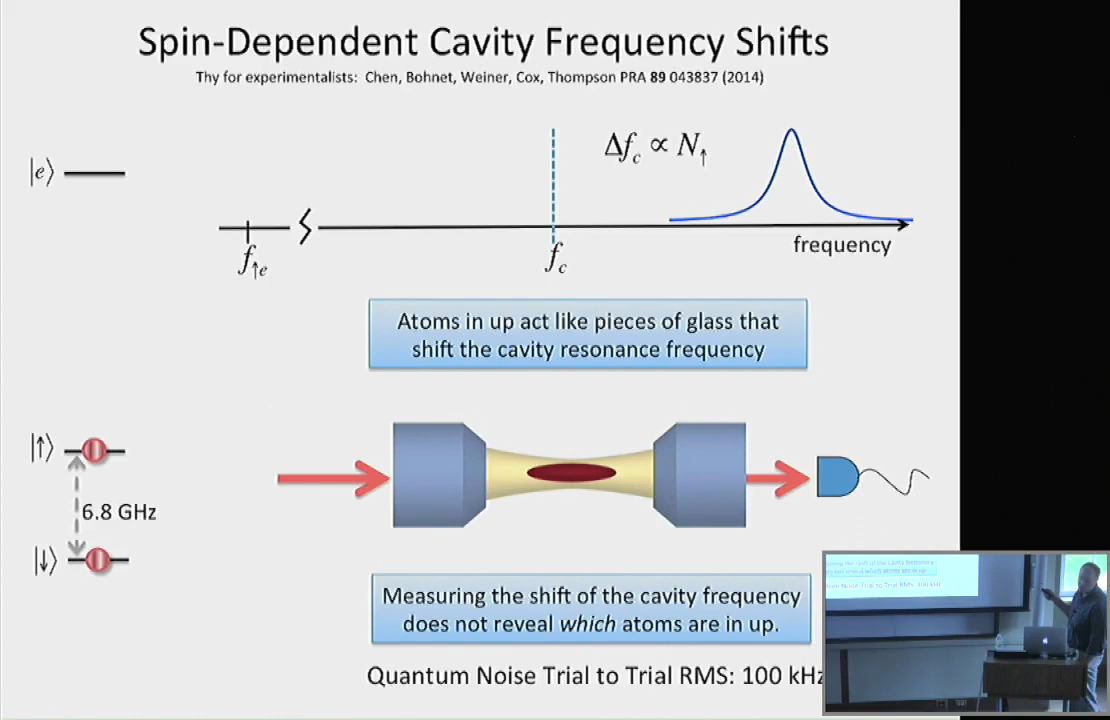 Spin-Dependent Cavity Frequency Shifts
Thy for experimentalists: Chen, Bohnet, Weiner, Cox, Thompson PRA 89 043837 (2014)
|e⟩
Δf_c ∝ N_↑
frequency
f_↑e
f_c
Atoms in up act like pieces of glass that
shift the cavity resonance frequency
|↑⟩
6.8 GHz
|↓⟩
Measuring the shift of the cavity frequency
does not reveal which atoms are in up.
Quantum Noise Trial to Trial RMS: 100 kHz